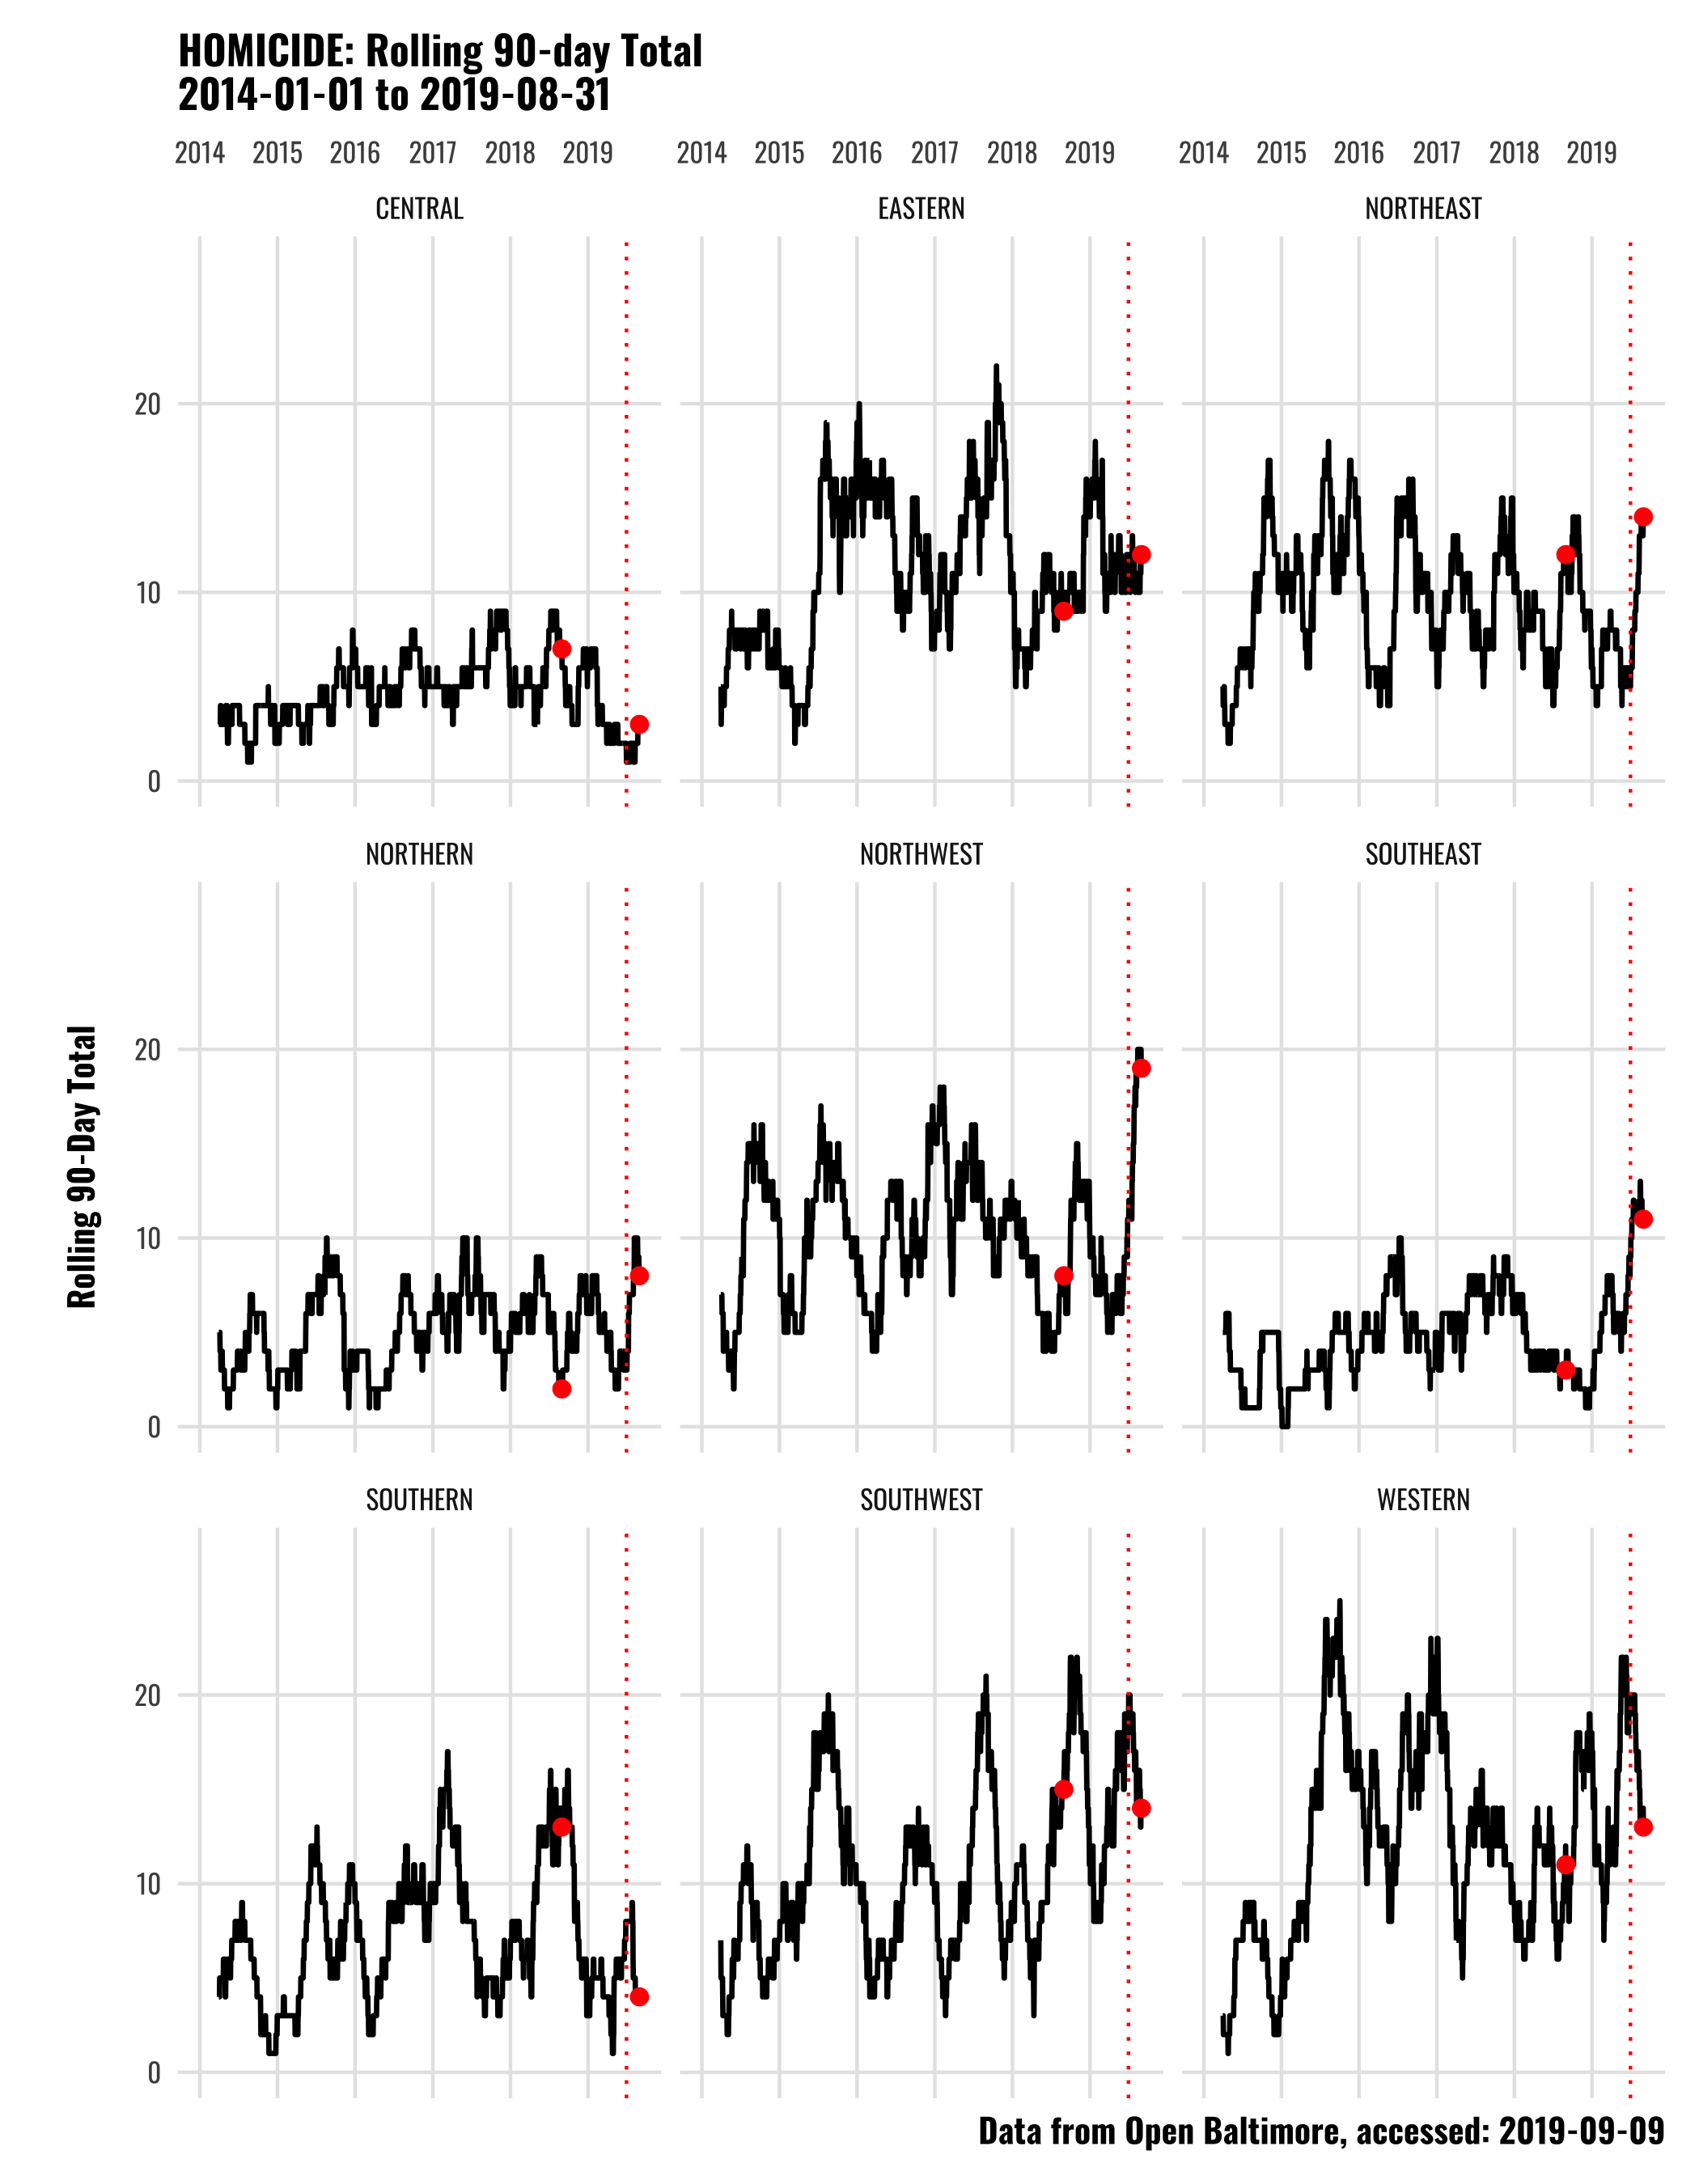 HOMICIDE: Rolling 90-day Total
2014-01-01 to 2019-08-31
2014 2015 2016 2017 2018 2019 2014 2015 2016 2017 2018 2019 2014 2015 2016 2017 2018 2019
CENTRAL EASTERN NORTHEAST
20
10
0
NORTHERN NORTHWEST SOUTHEAST
20
10
0
Rolling 90-Day Total
SOUTHERN SOUTHWEST WESTERN
20
10
0
Data from Open Baltimore, accessed: 2019-09-09